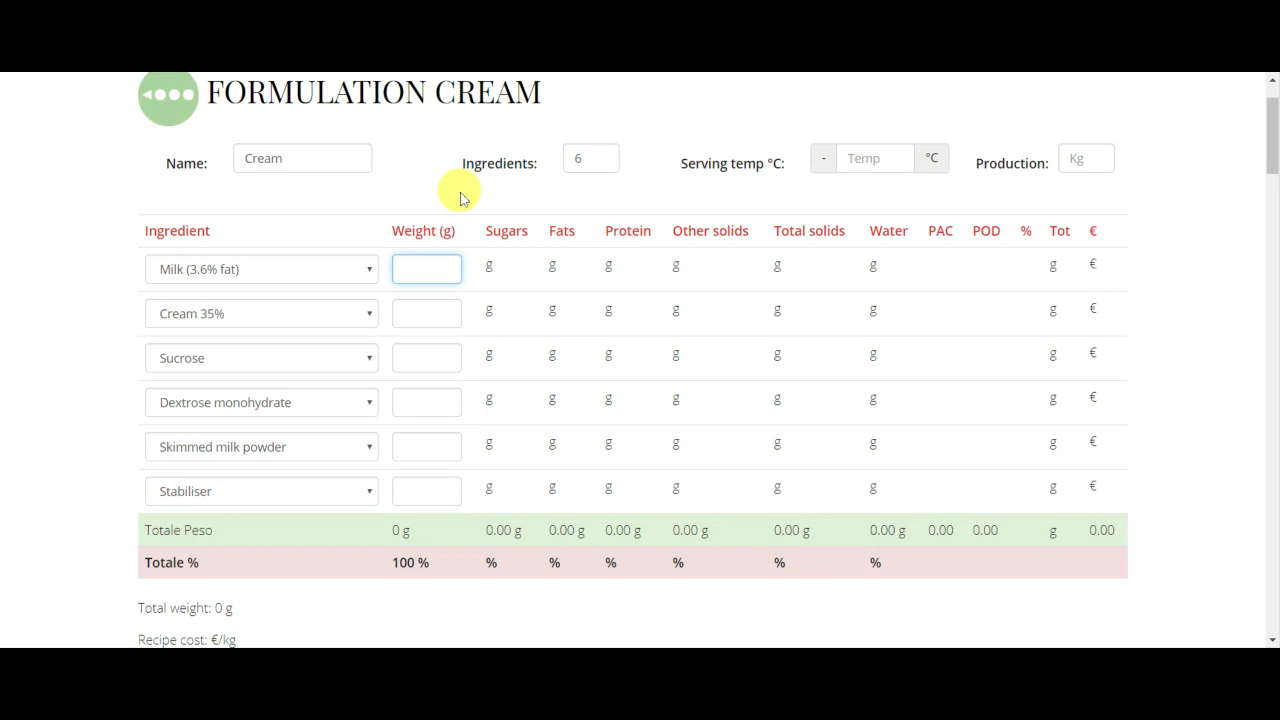 FORMULATION CREAM
Name: Cream Ingredients: 6 Serving temp °C: - Temp °C Production: Kg
Ingredient Weight (g) Sugars Fats Protein Other solids Total solids Water PAC POD % Tot €
Milk (3.6% fat) g g g g g g g €
Cream 35% g g g g g g g €
Sucrose g g g g g g g €
Dextrose monohydrate g g g g g g g €
Skimmed milk powder g g g g g g g €
Stabiliser g g g g g g g €
Totale Peso 0 g 0.00 g 0.00 g 0.00 g 0.00 g 0.00 g 0.00 g 0.00 0.00 g 0.00
Totale % 100 % % % % % % %
Total weight: 0 g
Recipe cost: €/kg